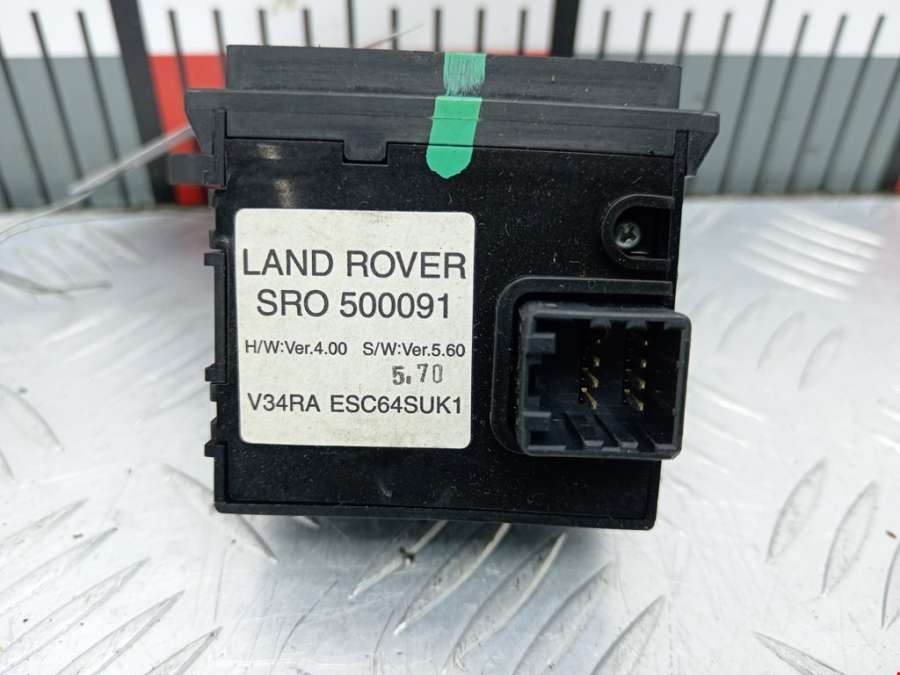 LAND ROVER
SRO 500091
H/W:Ver.4.00 S/W:Ver.5.60
5.70
V34RA ESC64SUK1